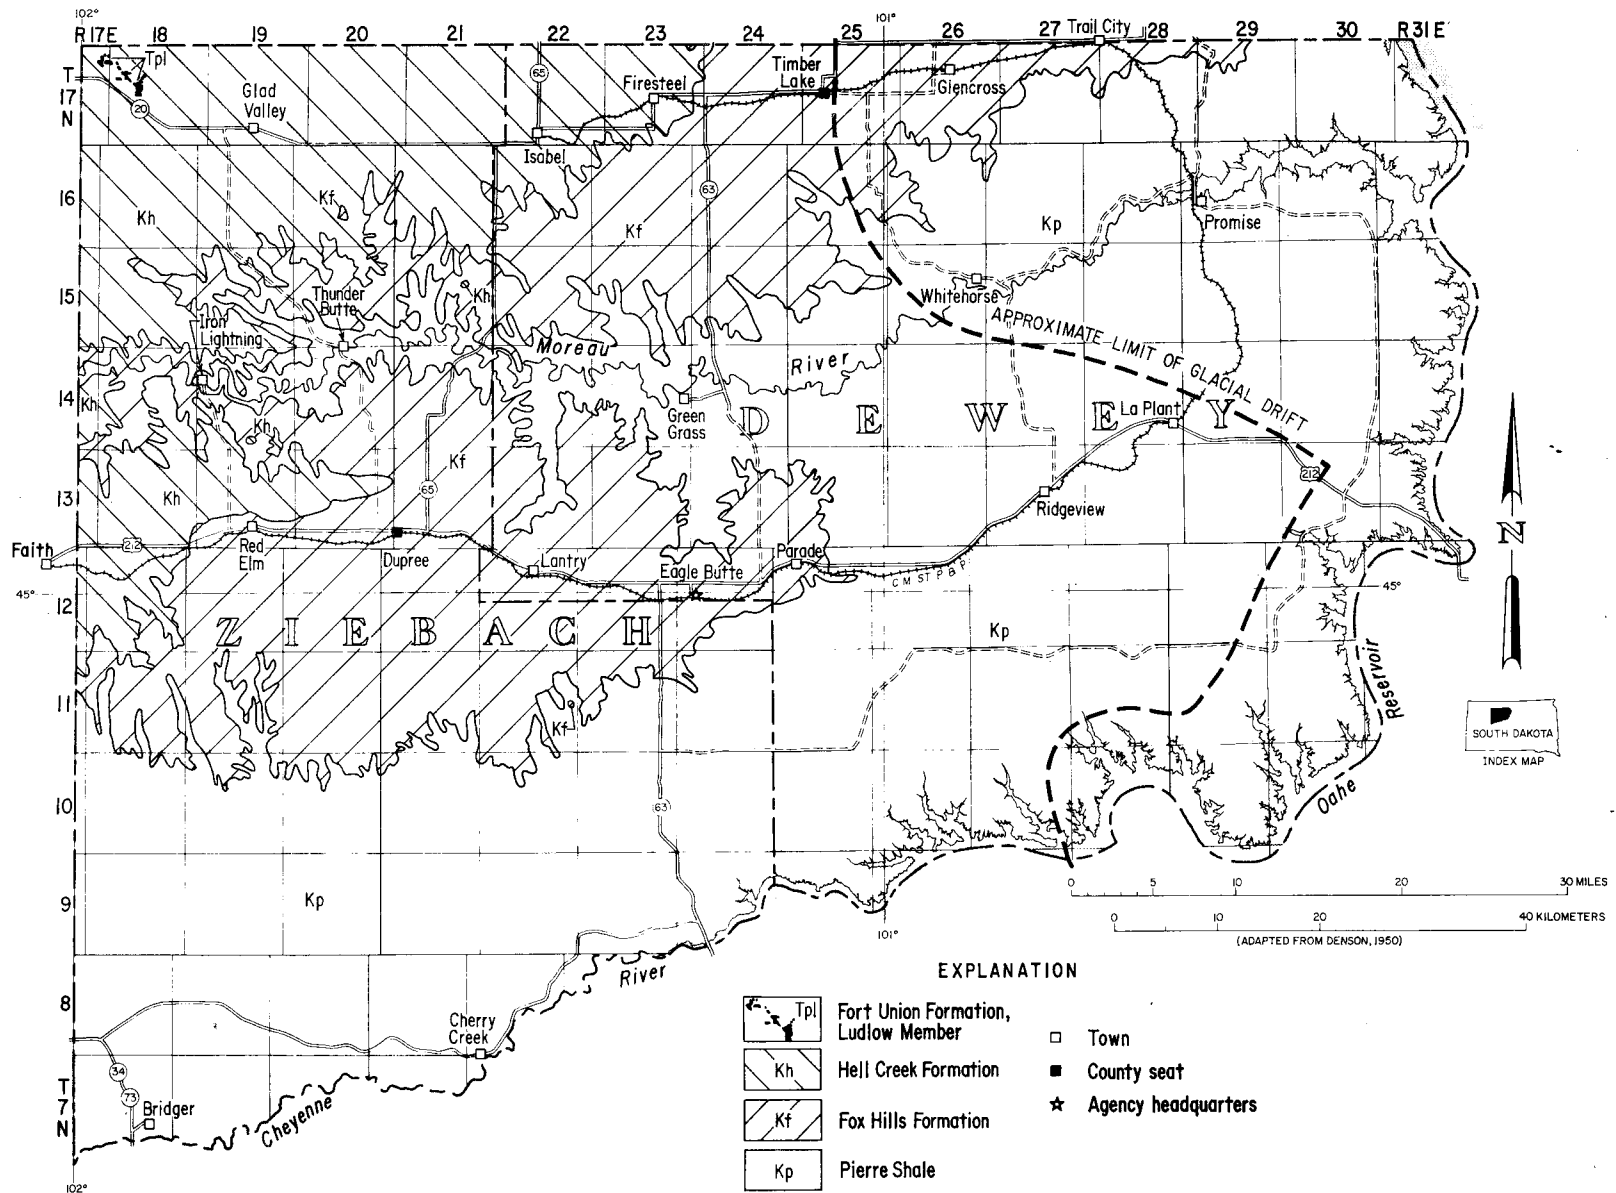 102° 101°
R 17 E 18 19 20 21 22 23 24 25 26 27 28 29 30 R 31 E
Trail City
Tpl
T
17
N
20
Glad
Valley
65
Firesteel
Timber
Lake
Glencross
Isabel
16
Kh
Kf
63
Kf
Kp
Promise
15
Thunder
Butte
Kh
Whitehorse
Iron
Lightning
Moreau
River
APPROXIMATE LIMIT OF GLACIAL DRIFT
14
Kh
Kh
Green
Grass
La Plant
D E W E Y
13
Kh
Kf
65
212
Ridgeview
Faith
212
Red
Elm
Dupree
Lantry
Eagle Butte
Parade
C M ST P & P
45°
45°
12
Z I E B A C H
Kp
11
Kf
Reservoir
N
SOUTH DAKOTA
INDEX MAP
10
63
Oahe
9
Kp
0 5 10 20 30 MILES
0 10 20 40 KILOMETERS
(ADAPTED FROM DENSON, 1950)
101°
River
8
Cherry
Creek
34
73
T
7
N
Bridger
Cheyenne
102°
EXPLANATION
Tpl Fort Union Formation,
Ludlow Member
Kh Hell Creek Formation
Kf Fox Hills Formation
Kp Pierre Shale
Town
County seat
Agency headquarters